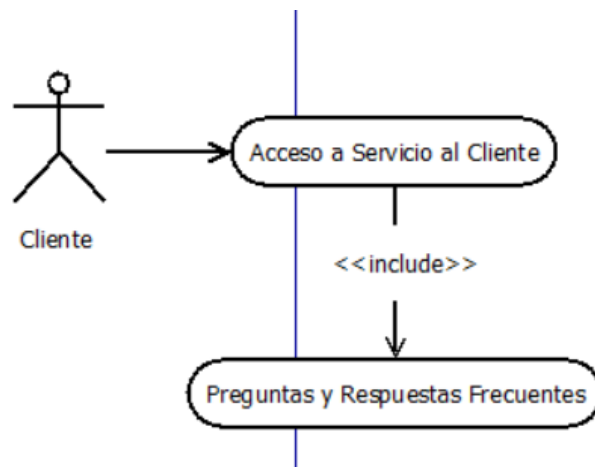 Acceso a Servicio al Cliente
Cliente
<<include>>
Preguntas y Respuestas Frecuentes